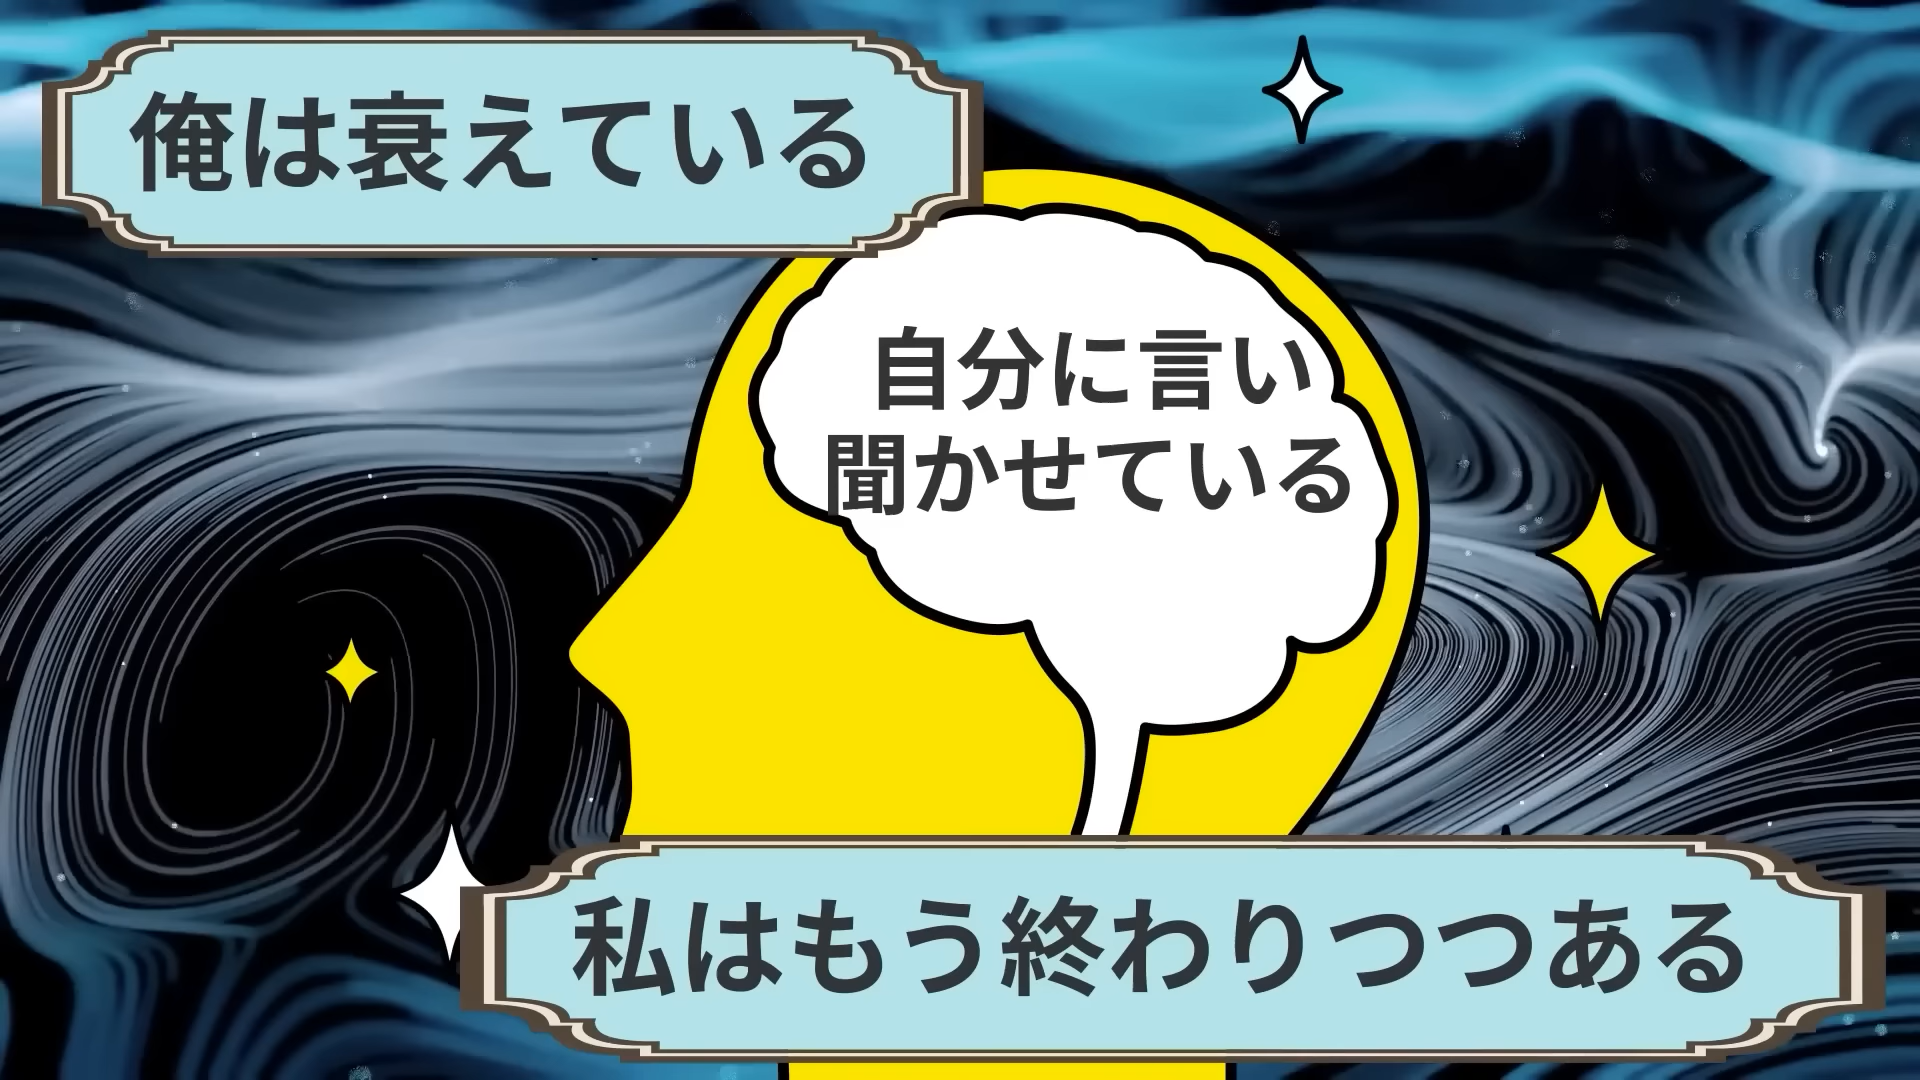 俺は衰えている
自分に言い
聞かせている
私はもう終わりつつある